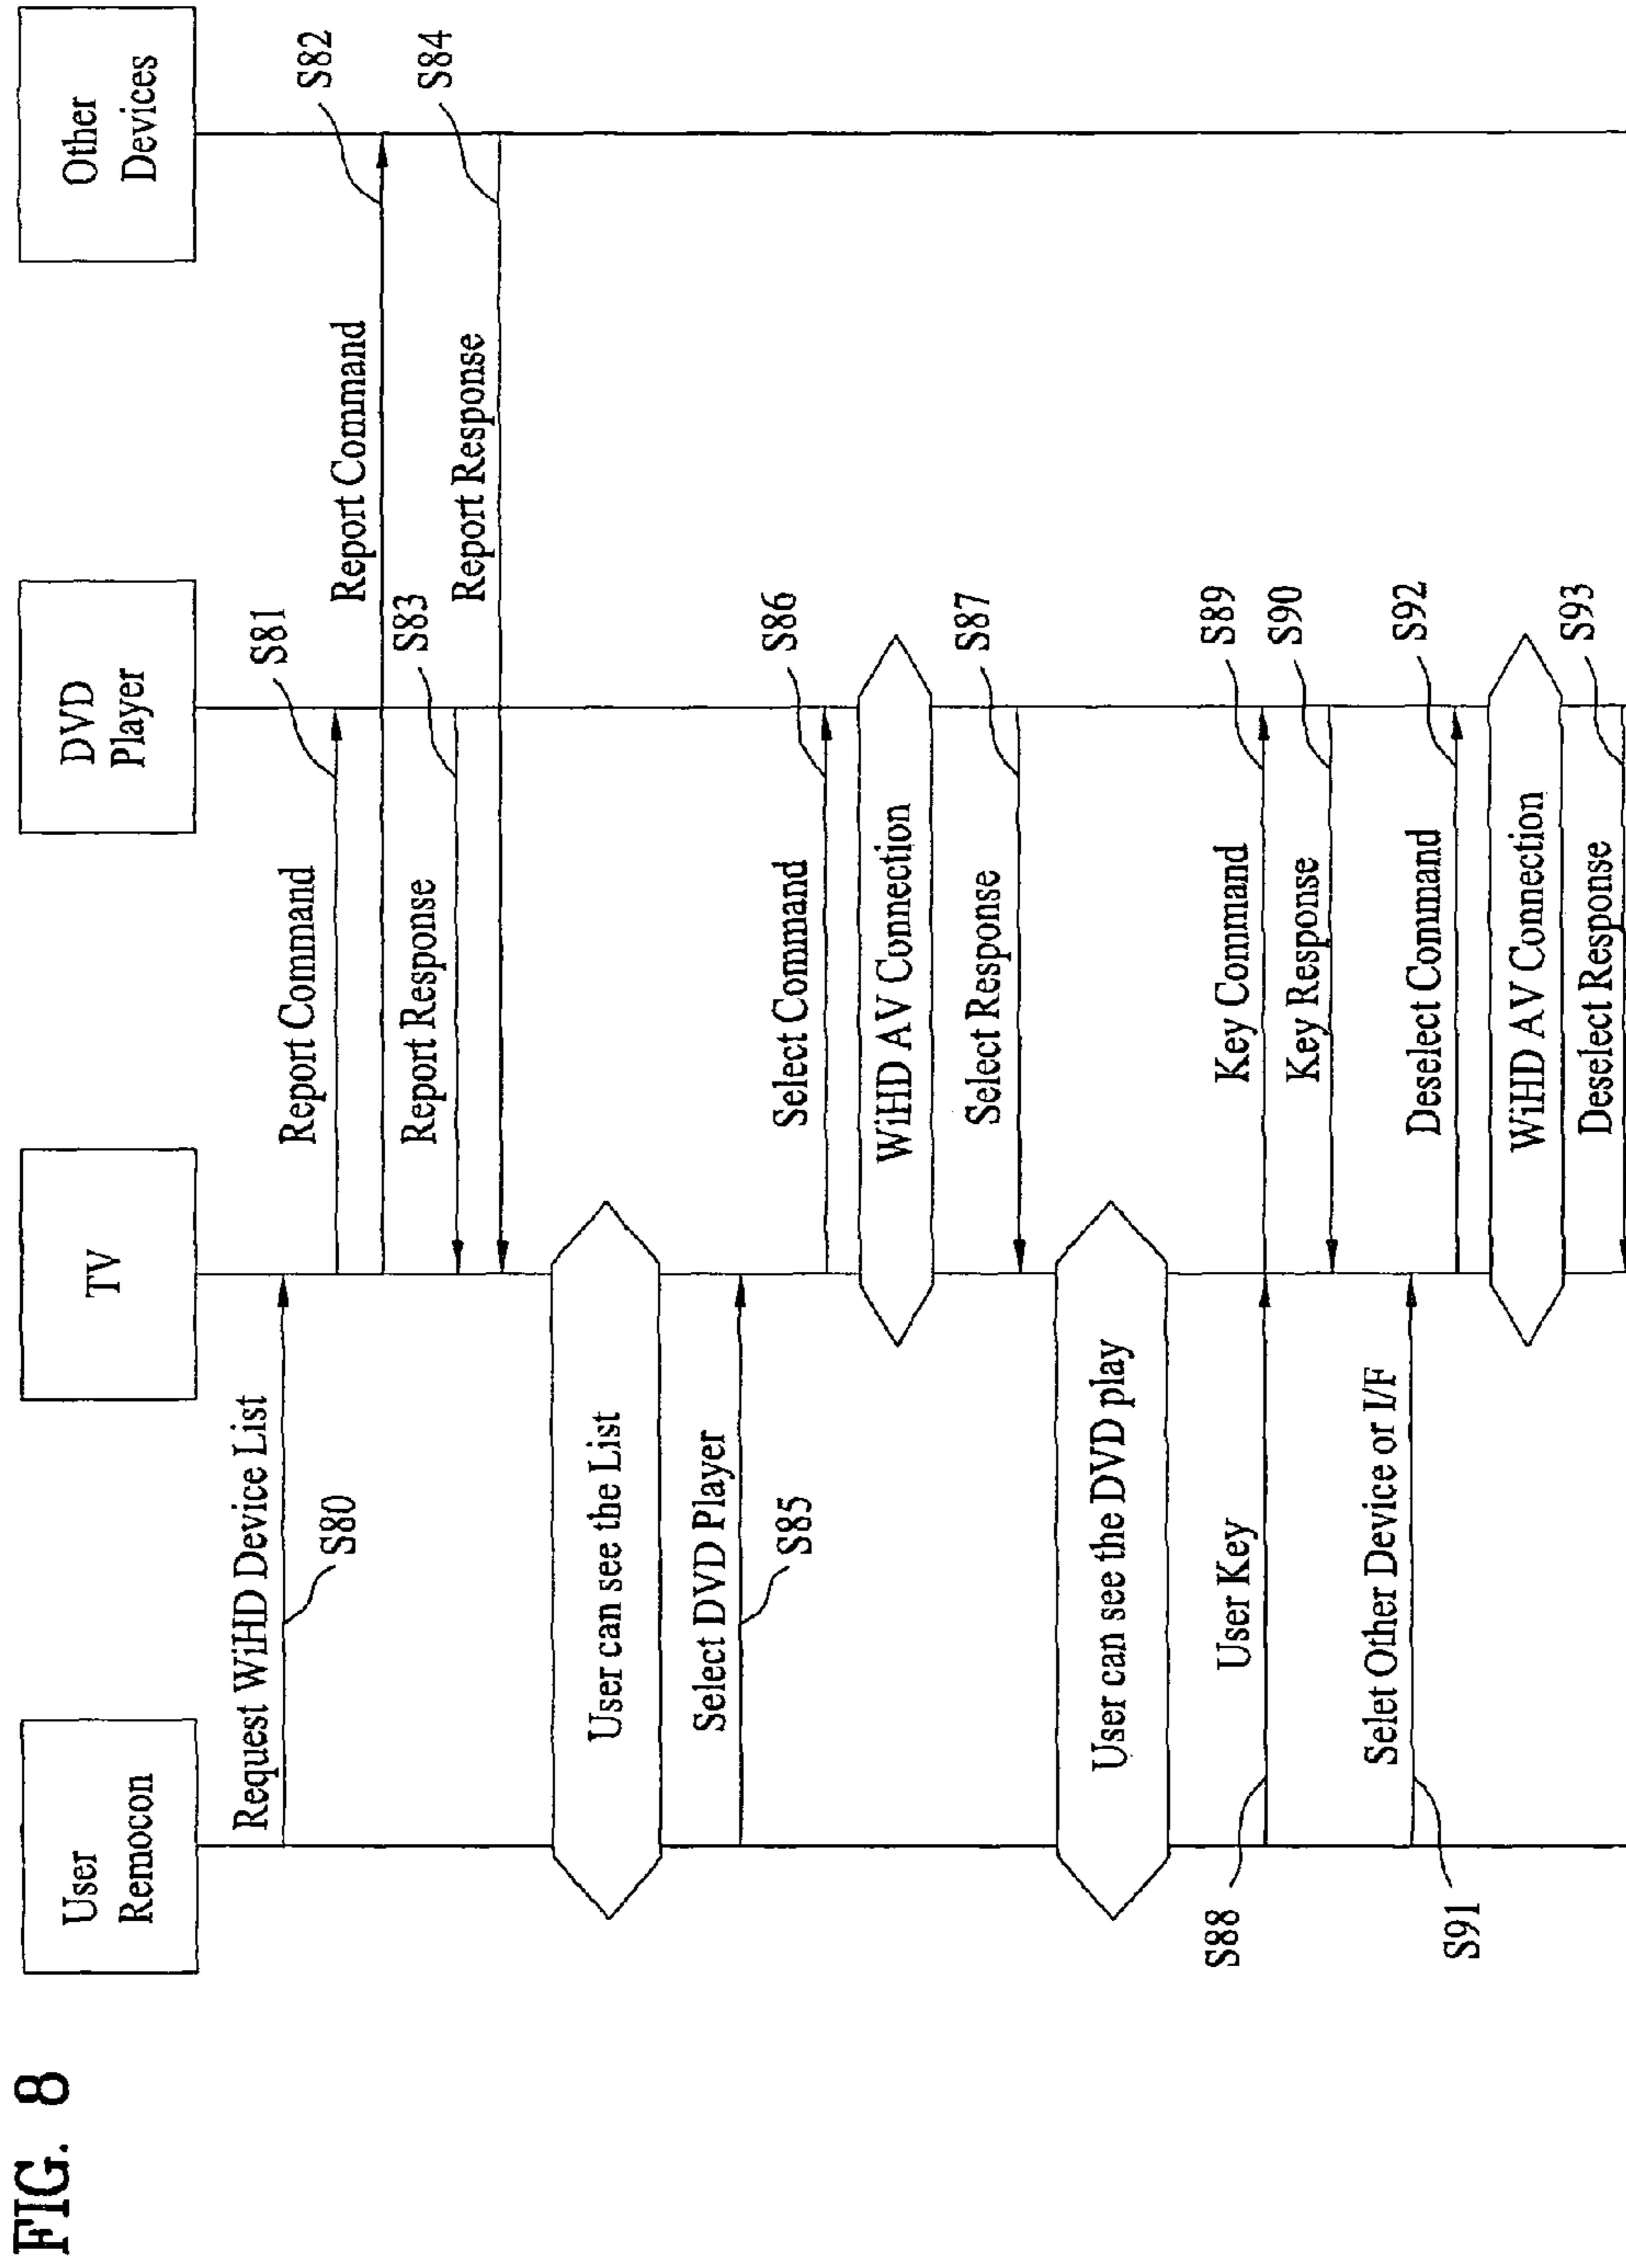 FIG. 8
User
Remocon
TV
DVD
Player
Other
Devices
Request WiHD Device List
S80
Report Command
S81
Report Command
S82
Report Response
S83
Report Response
S84
User can see the List
Select DVD Player
S85
Select Command
S86
WiHD AV Connection
Select Response
S87
User can see the DVD play
User Key
S88
Key Command
S89
Key Response
S90
Selet Other Device or I/F
S91
Deselect Command
S92
WiHD AV Connection
Deselect Response
S93